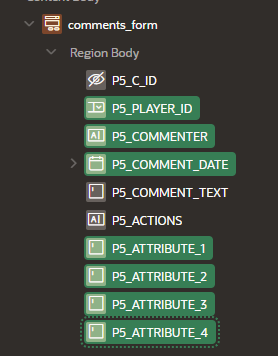 Content Body
comments_form
Region Body
P5_C_ID
P5_PLAYER_ID
P5_COMMENTER
P5_COMMENT_DATE
P5_COMMENT_TEXT
P5_ACTIONS
P5_ATTRIBUTE_1
P5_ATTRIBUTE_2
P5_ATTRIBUTE_3
P5_ATTRIBUTE_4